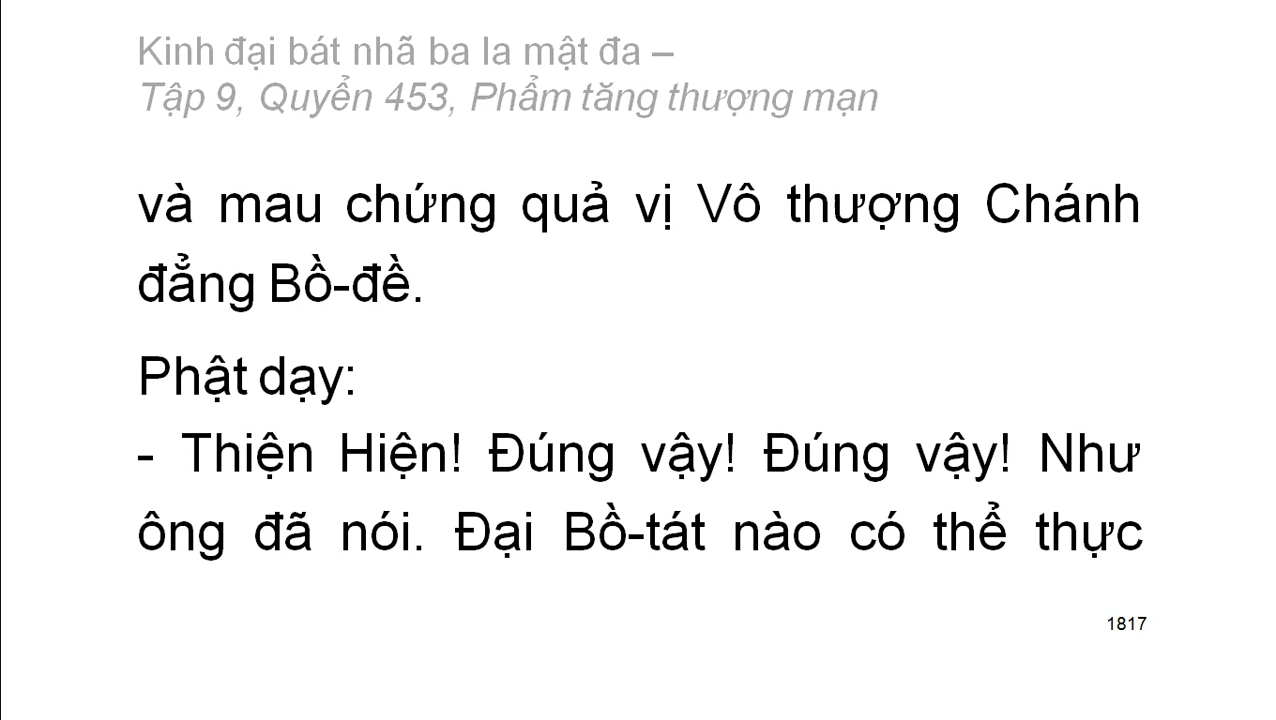 Kinh đại bát nhã ba la mật đa –
Tập 9, Quyển 453, Phẩm tăng thượng mạn
và mau chứng quả vị Vô thượng Chánh
đẳng Bồ-đề.
Phật dạy:
- Thiện Hiện! Đúng vậy! Đúng vậy! Như
ông đã nói. Đại Bồ-tát nào có thể thực
1817